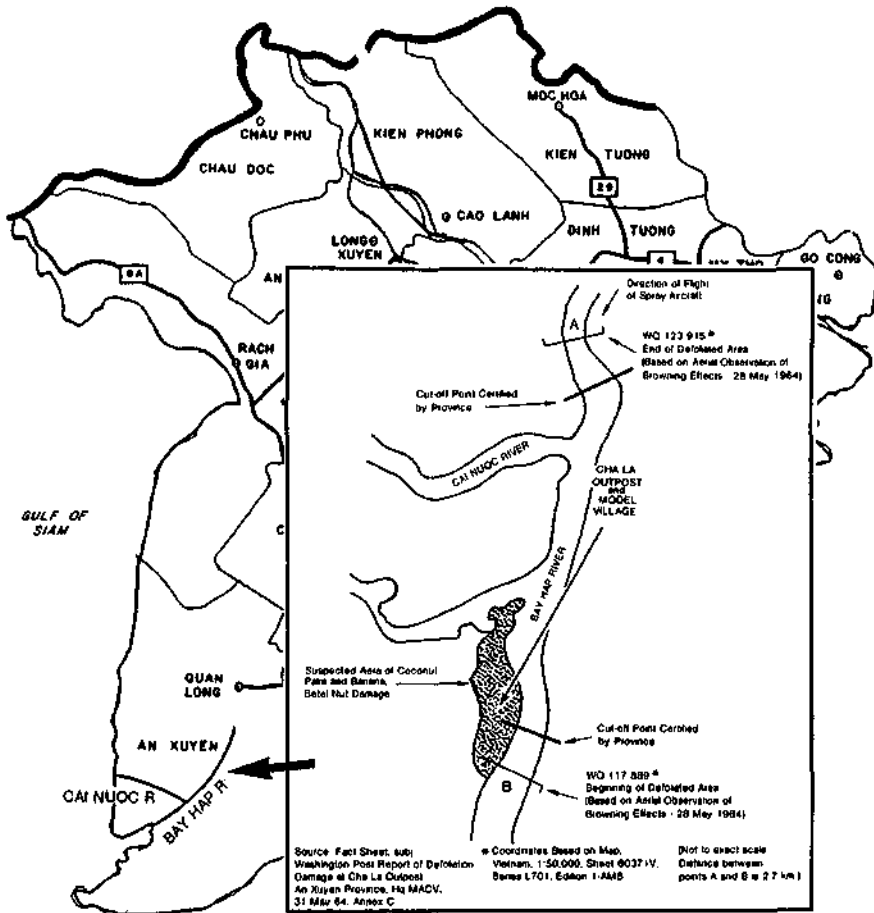 MOC HOA
CHAU PHU
KIEN PHONG
CHAU DOC
KIEN
TUONG
29
CAO LANH
DINH
TUONG
LONGG
XUYEN
4
GO CONG
AN
RACH
GIA
GULF OF
SIAM
QUAN
LONG
AN XUYEN
CAI NUOC R
BAY HAP R
Direction of Flight
of Spray Aircraft
A
WQ 123 915*
End of Defoliated Area
(Based on Aerial Observation of
Browning Effects - 28 May 1964)
Cut-off Point Certified
by Province
CAI NUOC RIVER
CHA LA
OUTPOST
and
MODEL
VILLAGE
BAY HAP RIVER
Suspected Area of Coconut
Palm and Banana,
Betel Nut Damage
Cut-off Point Certified
by Province
WQ 117 889*
Beginning of Defoliated Area
(Based on Aerial Observation of
Browning Effects - 28 May 1964)
B
Source: Fact Sheet, subj
Washington Post Report of Defoliation
Damage at Cha La Outpost
An Xuyen Province, Hq MACV,
31 May 64, Annex C
* Coordinates Based on Map,
Vietnam, 1:50,000, Sheet
Series L701, Edition 1-AMS
(Not to exact scale
Distance between
points A and B is 2.7 km)